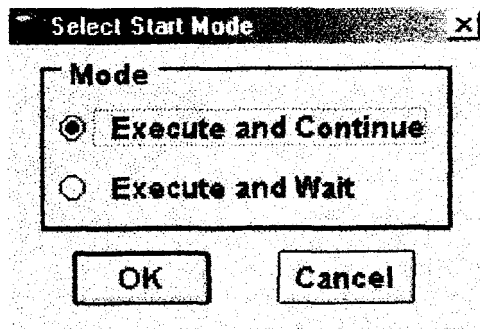 Select Start Mode
Mode
Execute and Continue
Execute and Wait
OK
Cancel